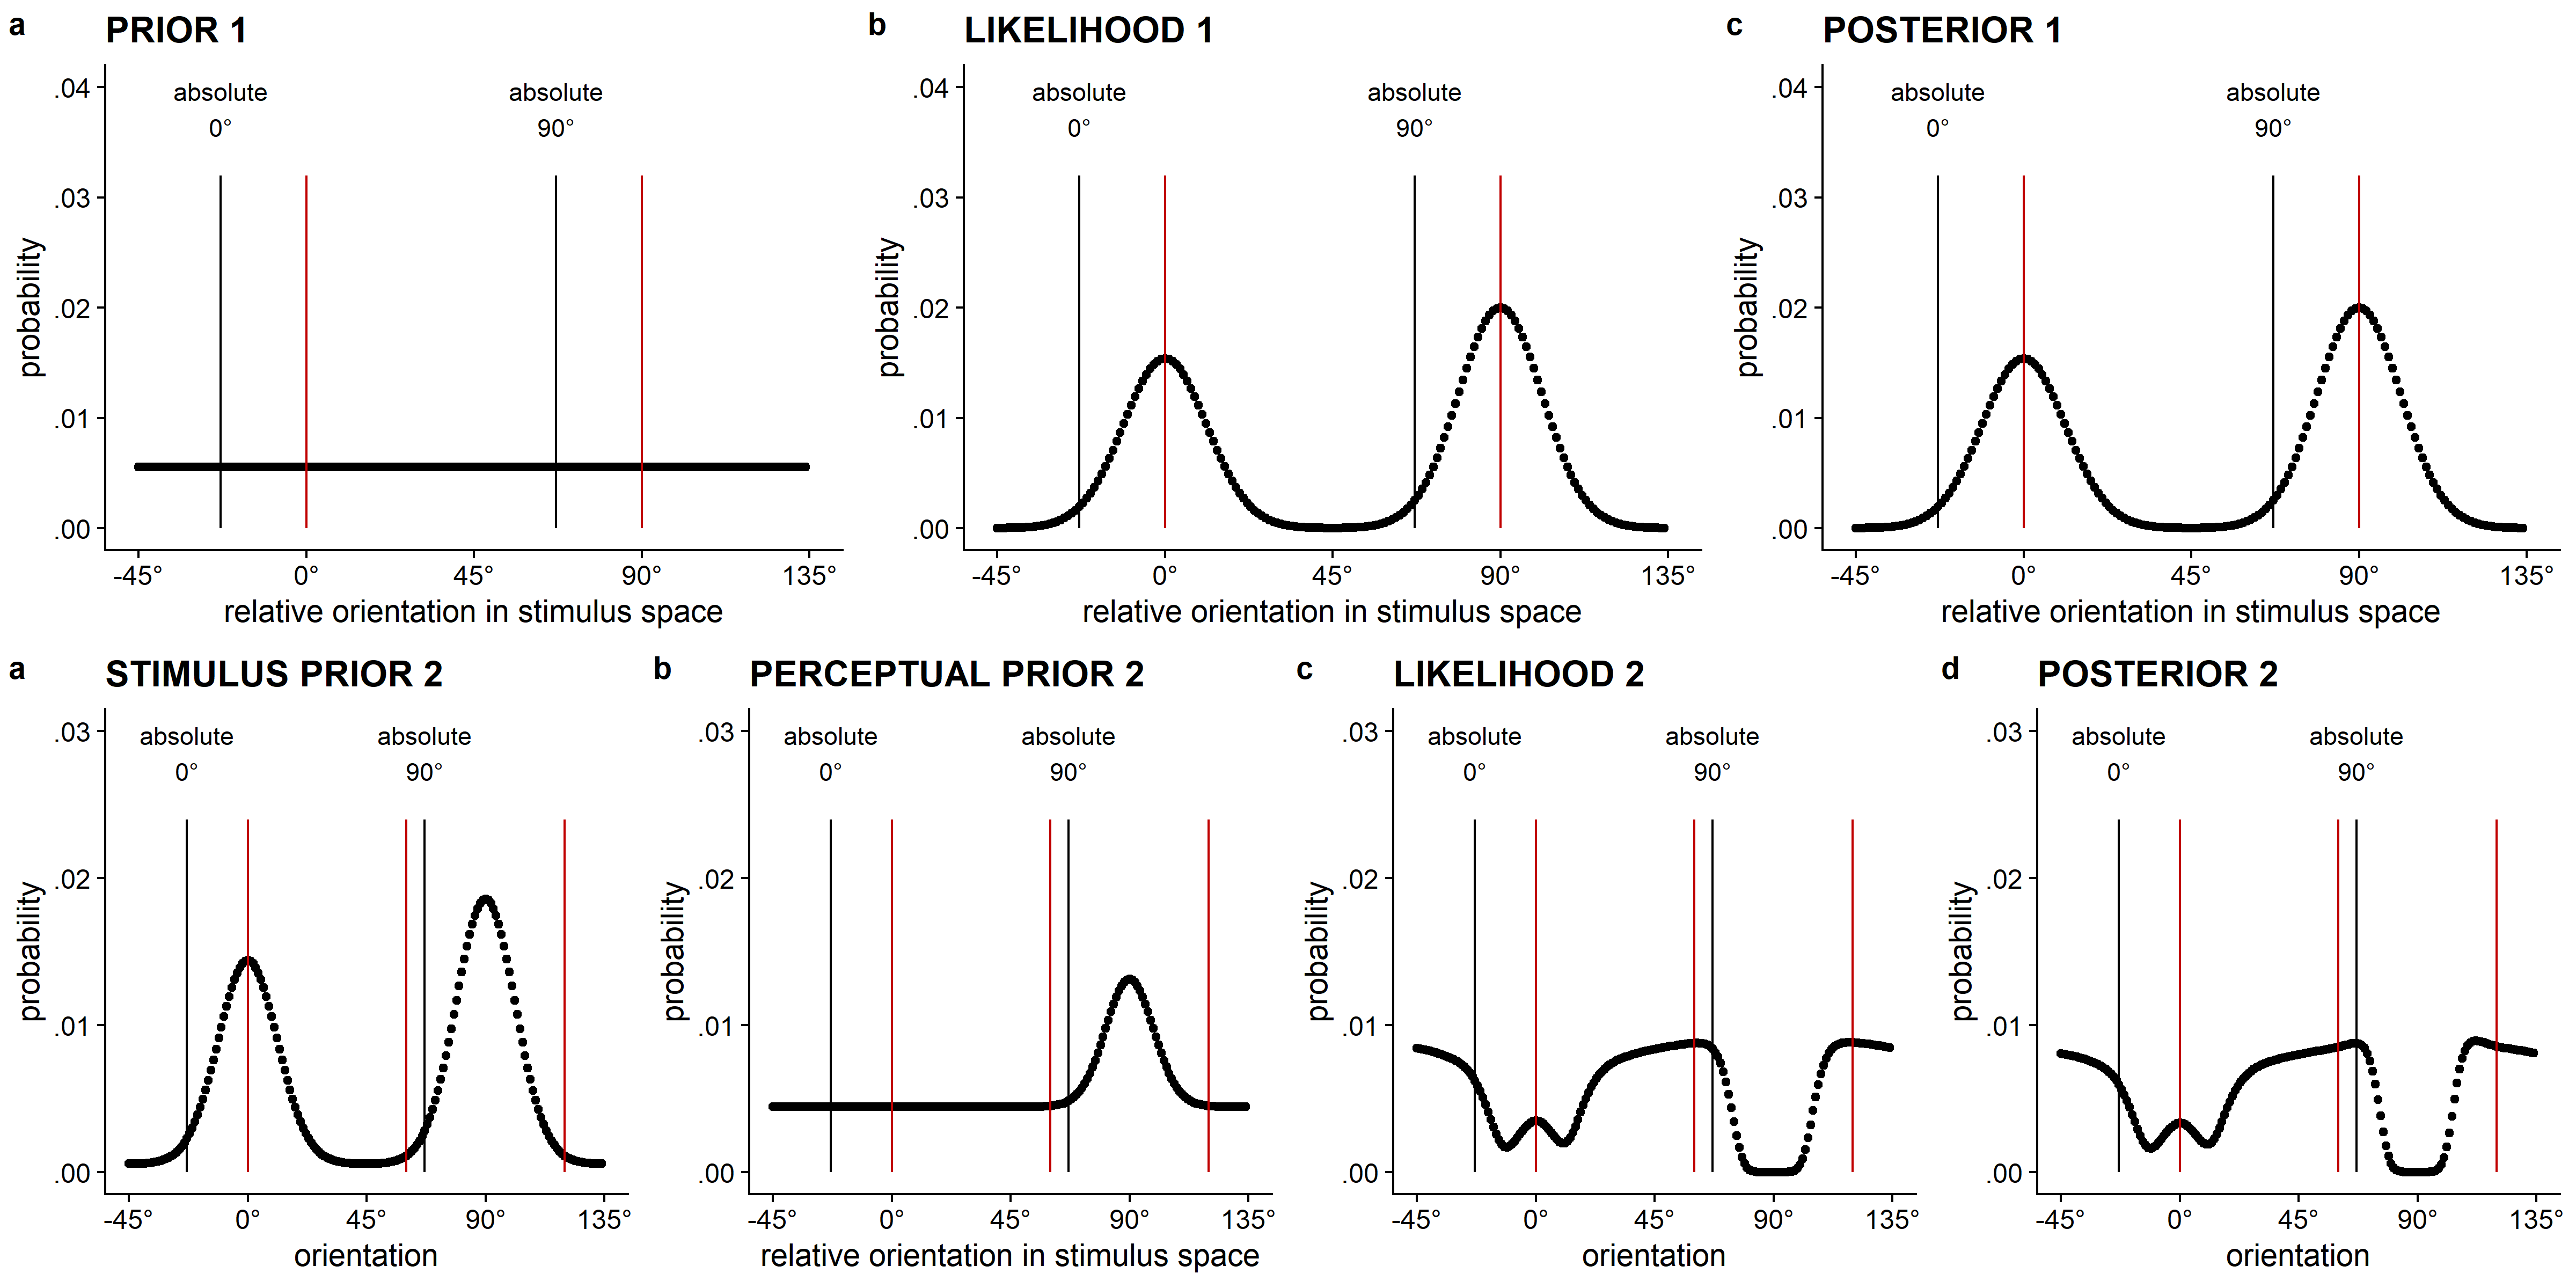 a PRIOR 1
absolute 0°
absolute 90°
.04
.03
.02
.01
.00
probability
-45° 0° 45° 90° 135°
relative orientation in stimulus space
b LIKELIHOOD 1
absolute 0°
absolute 90°
.04
.03
.02
.01
.00
probability
-45° 0° 45° 90° 135°
relative orientation in stimulus space
c POSTERIOR 1
absolute 0°
absolute 90°
.04
.03
.02
.01
.00
probability
-45° 0° 45° 90° 135°
relative orientation in stimulus space
a STIMULUS PRIOR 2
absolute 0°
absolute 90°
.03
.02
.01
.00
probability
-45° 0° 45° 90° 135°
orientation
b PERCEPTUAL PRIOR 2
absolute 0°
absolute 90°
.03
.02
.01
.00
probability
-45° 0° 45° 90° 135°
relative orientation in stimulus space
c LIKELIHOOD 2
absolute 0°
absolute 90°
.03
.02
.01
.00
probability
-45° 0° 45° 90° 135°
orientation
d POSTERIOR 2
absolute 0°
absolute 90°
.03
.02
.01
.00
probability
-45° 0° 45° 90° 135°
orientation